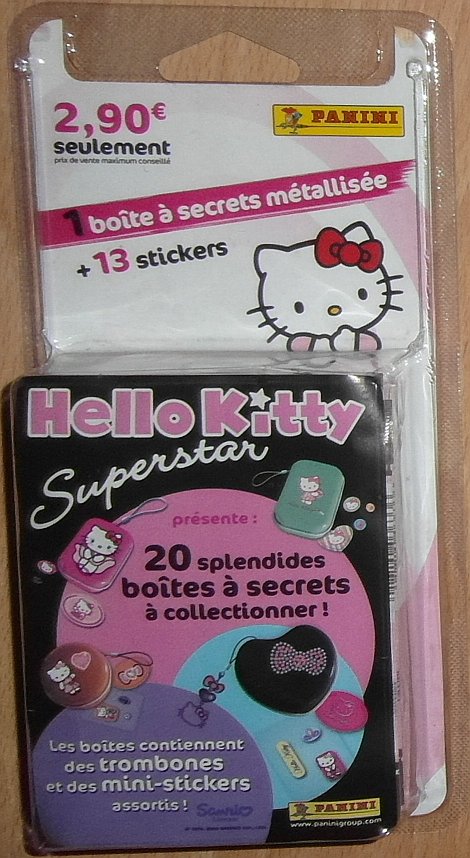 2,90€
seulement
prix de vente maximum conseillé
PANINI
1 boîte à secrets métallisée
+ 13 stickers
Hello Kitty
Superstar
présente :
20 splendides
boîtes à secrets
à collectionner !
Les boîtes contiennent
des trombones
et des mini-stickers
assortis !
Sanrio
PANINI
www.paninigroup.com